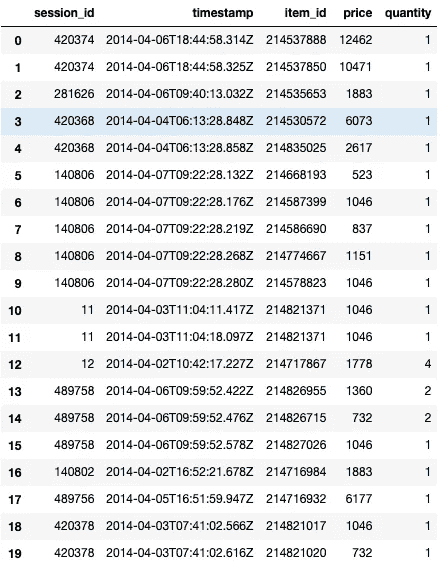 session_id timestamp item_id price quantity
0 420374 2014-04-06T18:44:58.314Z 214537888 12462 1
1 420374 2014-04-06T18:44:58.325Z 214537850 10471 1
2 281626 2014-04-06T09:40:13.032Z 214535653 1883 1
3 420368 2014-04-04T06:13:28.848Z 214530572 6073 1
4 420368 2014-04-04T06:13:28.858Z 214835025 2617 1
5 140806 2014-04-07T09:22:28.132Z 214668193 523 1
6 140806 2014-04-07T09:22:28.176Z 214587399 1046 1
7 140806 2014-04-07T09:22:28.219Z 214586690 837 1
8 140806 2014-04-07T09:22:28.268Z 214774667 1151 1
9 140806 2014-04-07T09:22:28.280Z 214578823 1046 1
10 11 2014-04-03T11:04:11.417Z 214821371 1046 1
11 11 2014-04-03T11:04:18.097Z 214821371 1046 1
12 12 2014-04-02T10:42:17.227Z 214717867 1778 4
13 489758 2014-04-06T09:59:52.422Z 214826955 1360 2
14 489758 2014-04-06T09:59:52.476Z 214826715 732 2
15 489758 2014-04-06T09:59:52.578Z 214827026 1046 1
16 140802 2014-04-02T16:52:21.678Z 214716984 1883 1
17 489756 2014-04-05T16:51:59.947Z 214716932 6177 1
18 420378 2014-04-03T07:41:02.566Z 214821017 1046 1
19 420378 2014-04-03T07:41:02.616Z 214821020 732 1